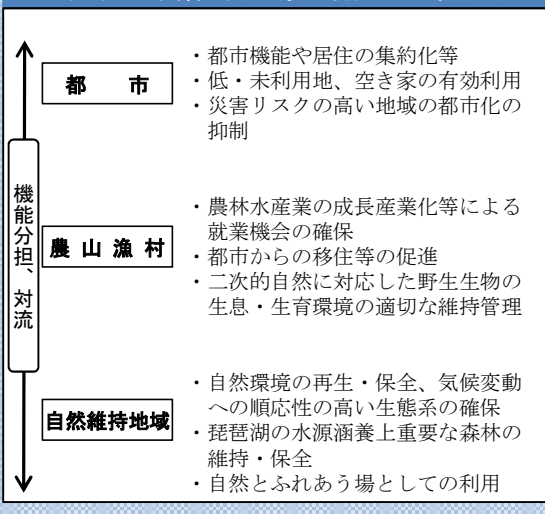 都　市
・都市機能や居住の集約化等
・低・未利用地、空き家の有効利用
・災害リスクの高い地域の都市化の
抑制
機能分担、対流
農山漁村
・農林水産業の成長産業化等による
就業機会の確保
・都市からの移住等の促進
・二次的自然に対応した野生生物の
生息・生育環境の適切な維持管理
自然維持地域
・自然環境の再生・保全、気候変動
への順応性の高い生態系の確保
・琵琶湖の水源涵養上重要な森林の
維持・保全
・自然とふれあう場としての利用